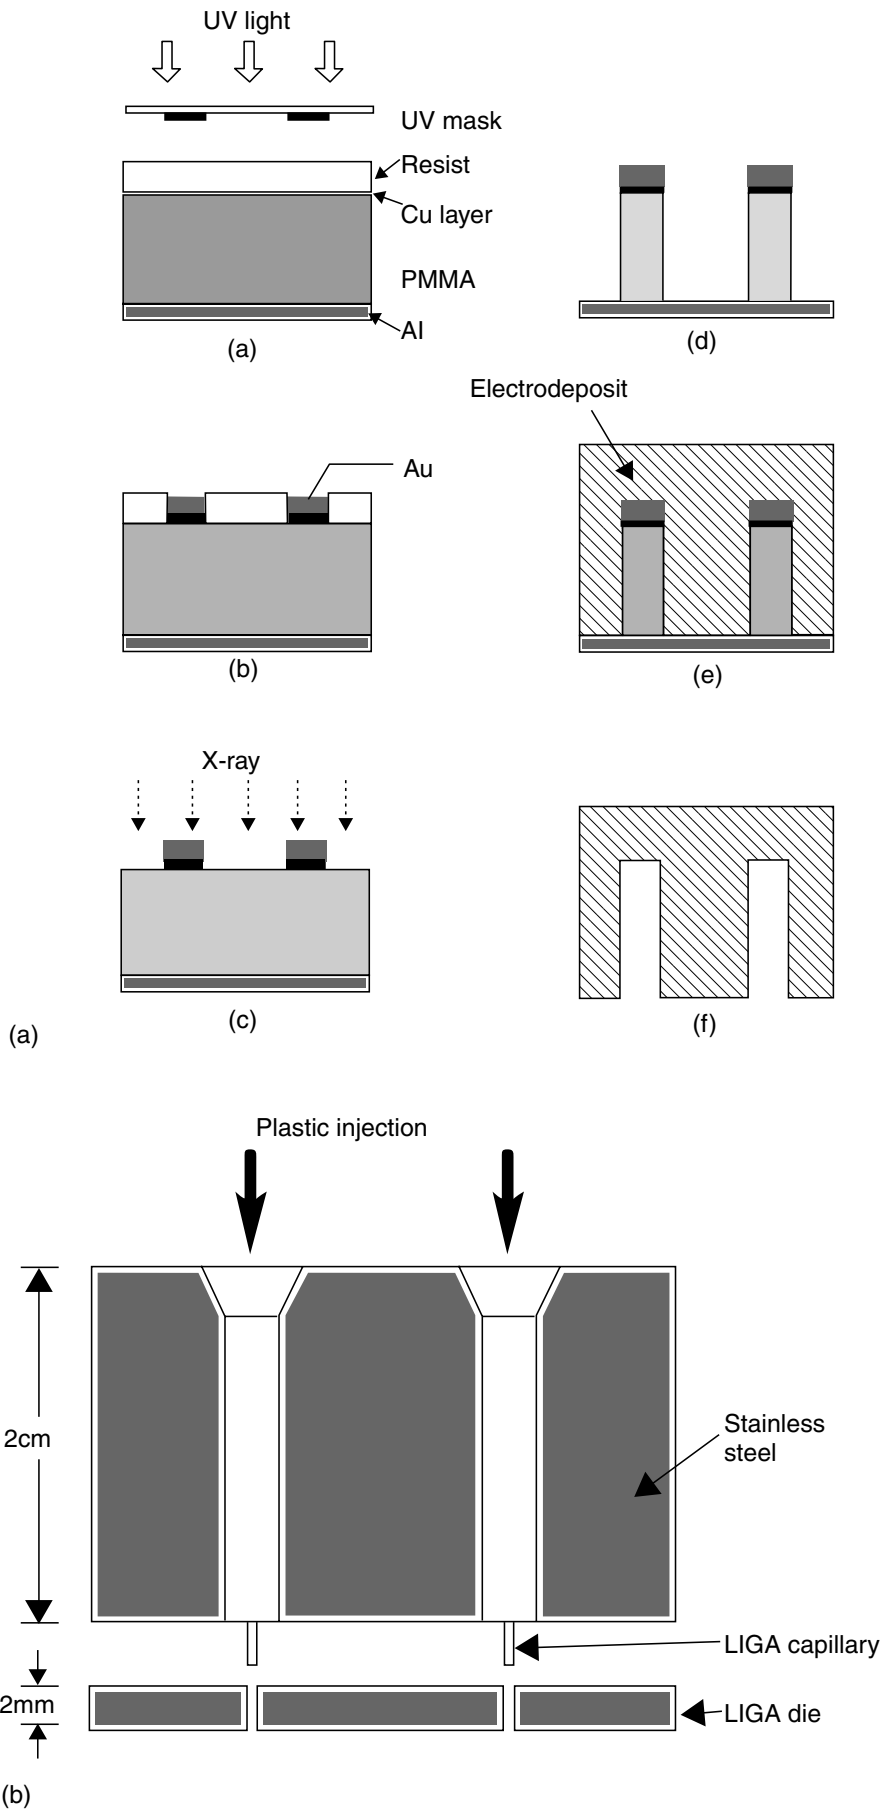 UV light
UV mask
Resist
Cu layer
PMMA
Al
(a)
Au
(b)
X-ray
(c)
(d)
Electrodeposit
(e)
(f)
(a)
Plastic injection
2cm
Stainless
steel
LIGA capillary
2mm
LIGA die
(b)